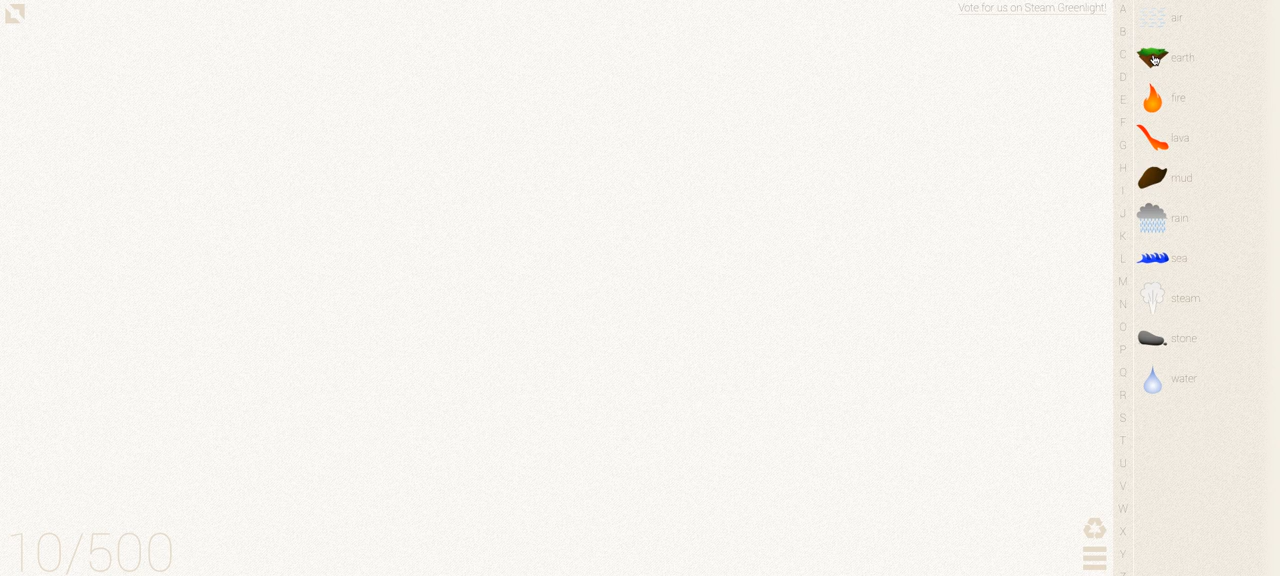 Vote for us on Steam Greenlight!
A
B
C
D
E
F
G
H
I
J
K
L
M
N
O
P
Q
R
S
T
U
V
W
X
Y
air
earth
fire
lava
mud
rain
sea
steam
stone
water
10/500